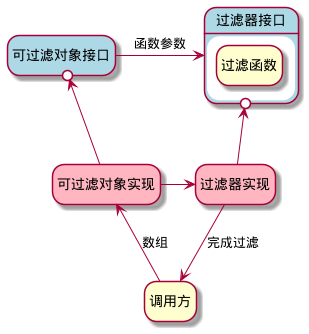 过滤器接口
可过滤对象接口
函数参数
过滤函数
可过滤对象实现
过滤器实现
数组
完成过滤
调用方